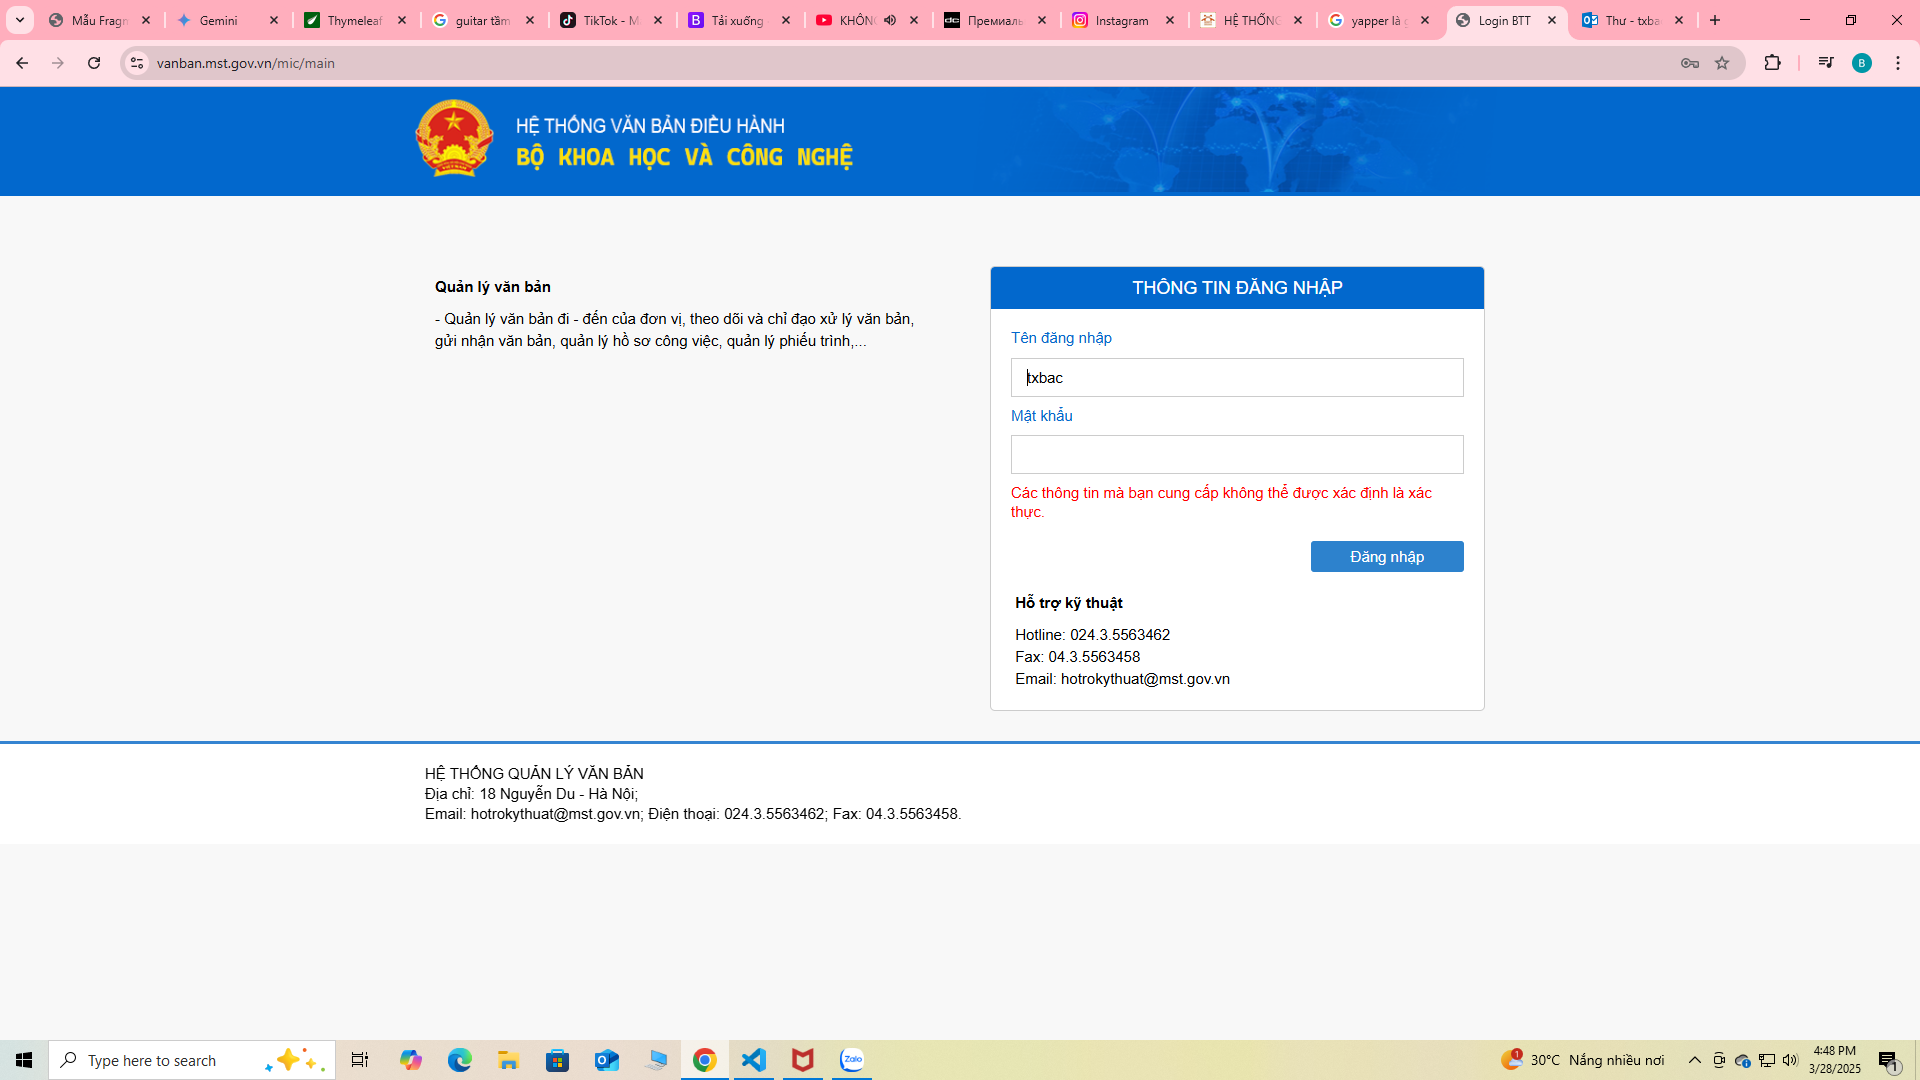 Mẫu Fragm
Gemini
Thymeleaf
guitar tầm
TikTok - M
Tải xuống
KHÔNG
Премиаль
Instagram
HỆ THỐNG
yapper là g
Login BTT
Thư - txba
vanban.mst.gov.vn/mic/main
B
HỆ THỐNG VĂN BẢN ĐIỀU HÀNH
BỘ KHOA HỌC VÀ CÔNG NGHỆ
Quản lý văn bản
- Quản lý văn bản đi - đến của đơn vị, theo dõi và chỉ đạo xử lý văn bản,
gửi nhận văn bản, quản lý hồ sơ công việc, quản lý phiếu trình,...
THÔNG TIN ĐĂNG NHẬP
Tên đăng nhập
txbac
Mật khẩu
Các thông tin mà bạn cung cấp không thể được xác định là xác
thực.
Đăng nhập
Hỗ trợ kỹ thuật
Hotline: 024.3.5563462
Fax: 04.3.5563458
Email: hotrokythuat@mst.gov.vn
HỆ THỐNG QUẢN LÝ VĂN BẢN
Địa chỉ: 18 Nguyễn Du - Hà Nội;
Email: hotrokythuat@mst.gov.vn; Điện thoại: 024.3.5563462; Fax: 04.3.5563458.
Type here to search
Zalo
1
30°C Nắng nhiều nơi
4:48 PM
3/28/2025
1